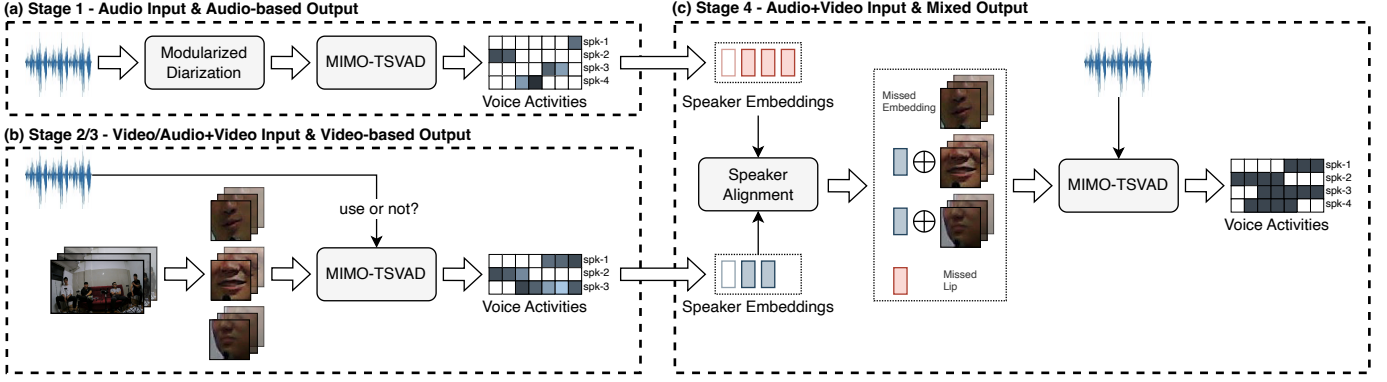 (a) Stage 1 - Audio Input & Audio-based Output
Modularized
Diarization
MIMO-TSVAD
spk-1
spk-2
spk-3
spk-4
Voice Activities
(b) Stage 2/3 - Video/Audio+Video Input & Video-based Output
use or not?
MIMO-TSVAD
spk-1
spk-2
spk-3
Voice Activities
(c) Stage 4 - Audio+Video Input & Mixed Output
Speaker Embeddings
Speaker
Alignment
Speaker Embeddings
Missed
Embedding
Missed
Lip
MIMO-TSVAD
spk-1
spk-2
spk-3
spk-4
Voice Activities